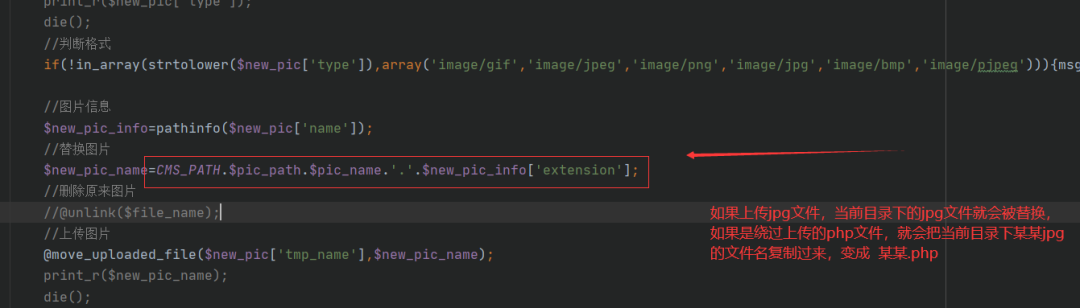 print_r($new_pic['type']);
die();
//判断格式
if(!in_array(strtolower($new_pic['type']),array('image/gif','image/jpeg','image/png','image/jpg','image/bmp','image/pjpeg'))){msg
//图片信息
$new_pic_info=pathinfo($new_pic['name']);
//替换图片
$new_pic_name=CMS_PATH.$pic_path.$pic_name.'.'.$new_pic_info['extension'];
//删除原来图片
//@unlink($file_name);
//上传图片
@move_uploaded_file($new_pic['tmp_name'],$new_pic_name);
print_r($new_pic_name);
die();
如果上传jpg文件，当前目录下的jpg文件就会被替换，
如果是绕过上传的php文件，就会把当前目录下某某jpg
的文件名复制过来，变成 某某.php